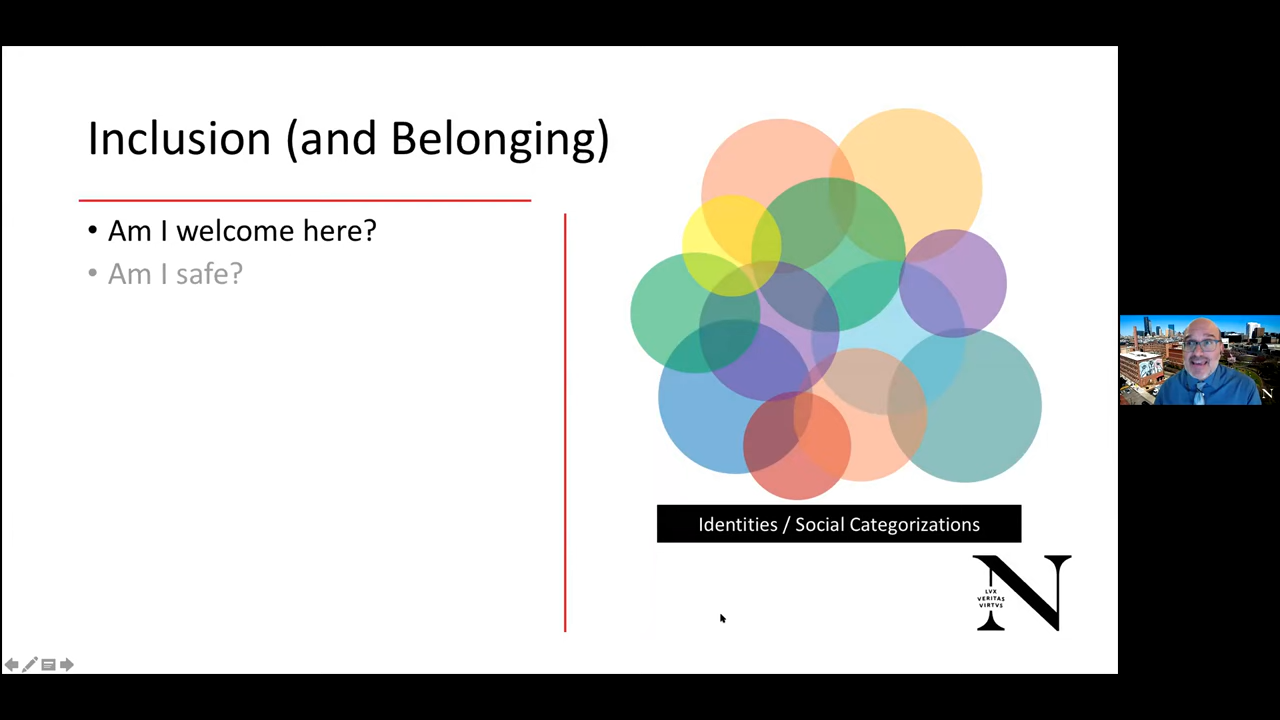 Inclusion (and Belonging)
• Am I welcome here?
• Am I safe?
Identities / Social Categorizations
LVX
VERITAS
VIRTVS
N
N